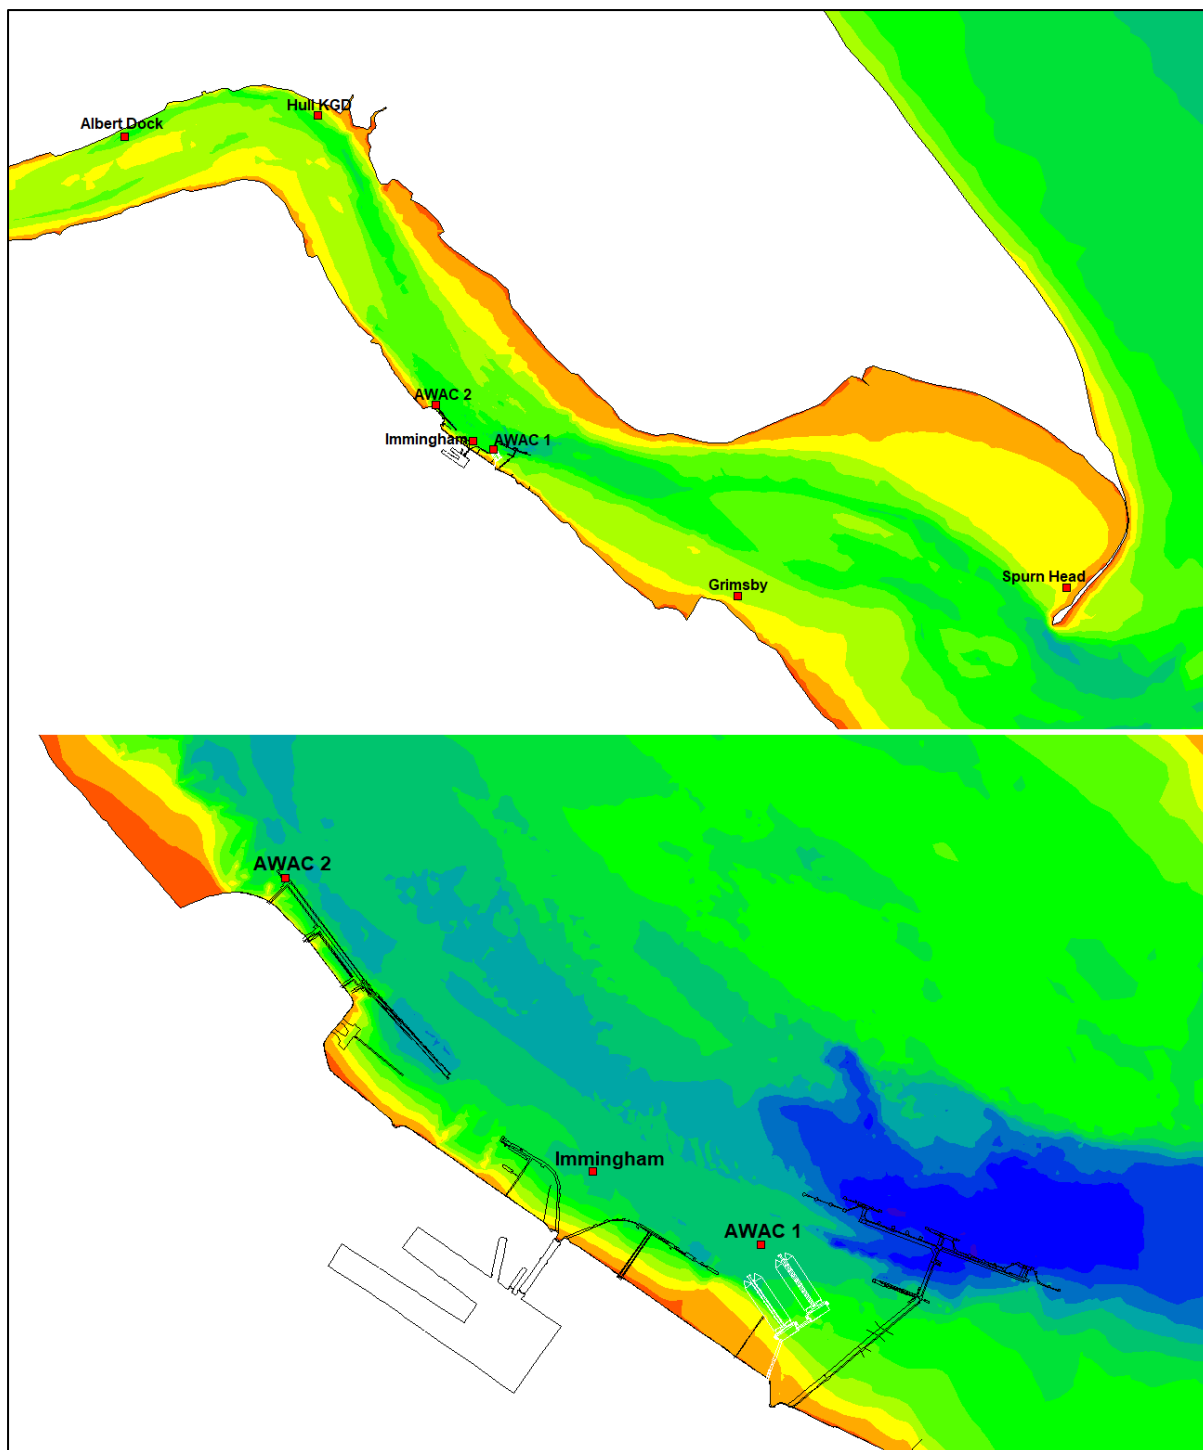 Hull KGD
Albert Dock
AWAC 2
Immingham
AWAC 1
Spurn Head
Grimsby
AWAC 2
Immingham
AWAC 1